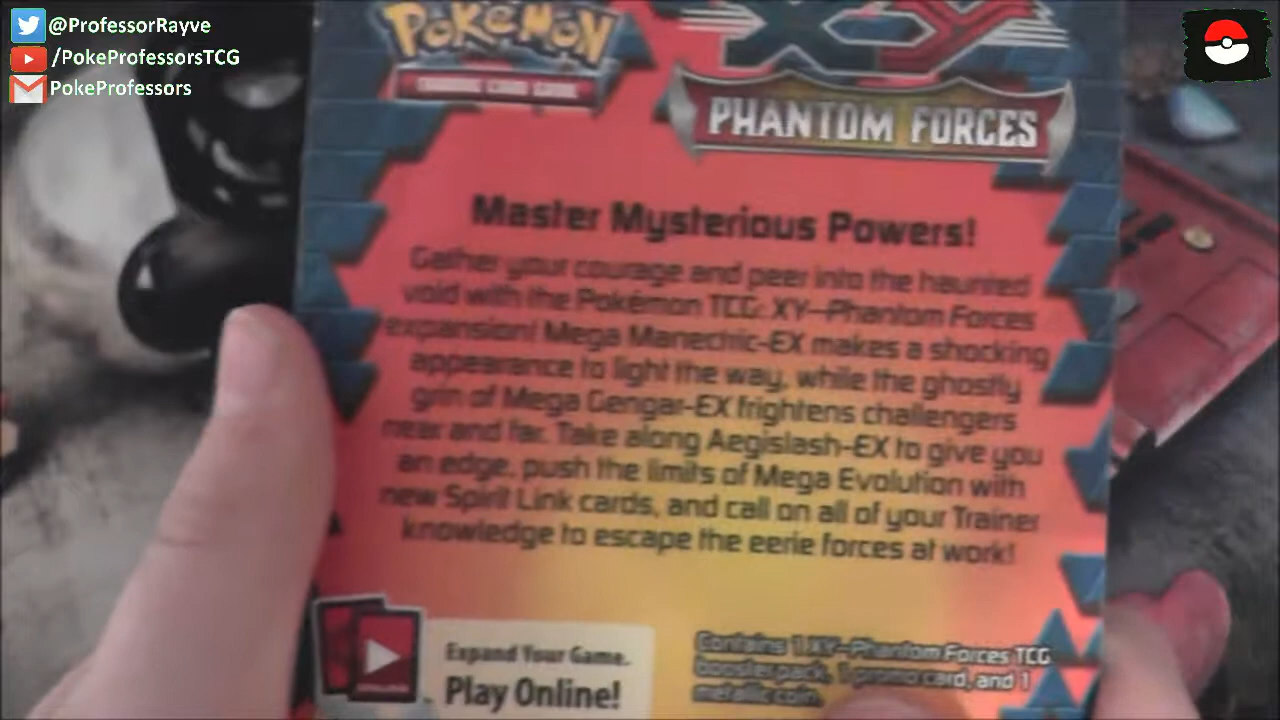 @ProfessorRayve
/PokeProfessorsTCG
PokeProfessors
POKéMON
TRADING CARD GAME
XY
PHANTOM FORCES
Master Mysterious Powers!
Gather your courage and peer into the haunted
void with the Pokémon TCG: XY—Phantom Forces
expansion! Mega Manectric-EX makes a shocking
appearance to light the way, while the ghostly
grin of Mega Gengar-EX frightens challengers
near and far. Take along Aegislash-EX to give you
an edge, push the limits of Mega Evolution with
new Spirit Link cards, and call on all of your Trainer
knowledge to escape the eerie forces at work!
Expand Your Game.
Play Online!
Contains 1 XY—Phantom Forces TCG
booster pack, 1 promo card, and 1
metallic coin.